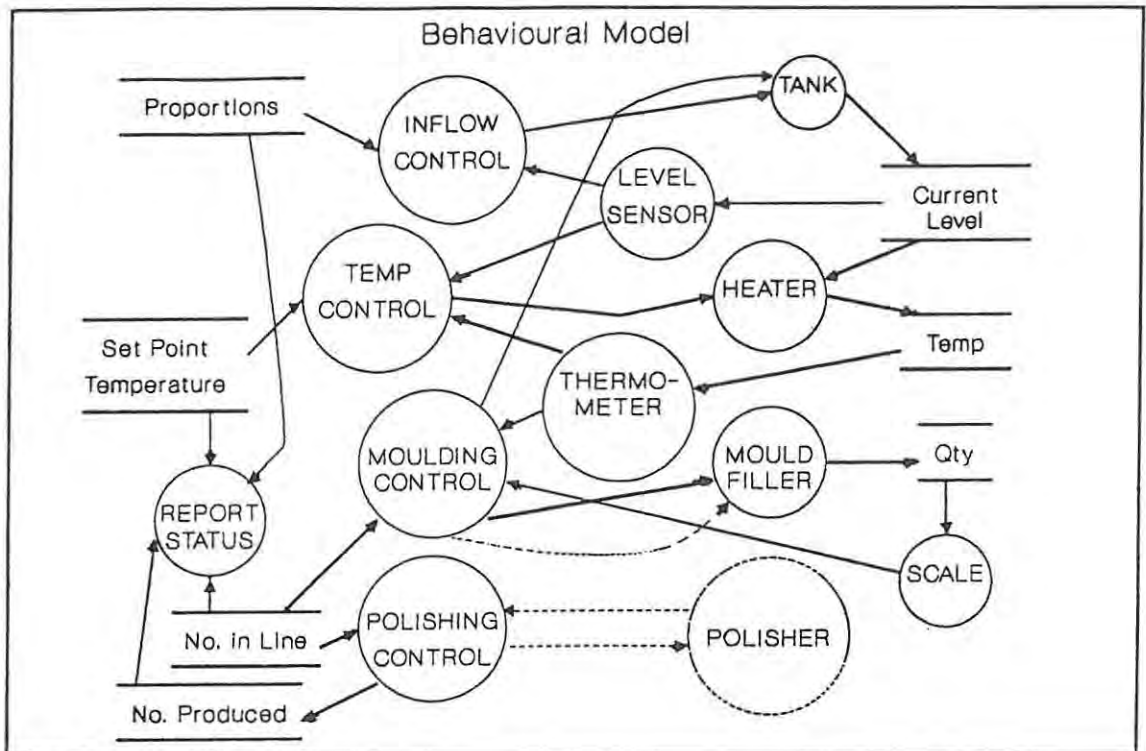 Behavioural Model
Proportions
INFLOW
CONTROL
TANK
LEVEL
SENSOR
Current
Level
TEMP
CONTROL
HEATER
Set Point
Temperature
Temp
THERMO-
METER
MOULDING
CONTROL
MOULD
FILLER
Qty
REPORT
STATUS
SCALE
No. in Line
POLISHING
CONTROL
POLISHER
No. Produced